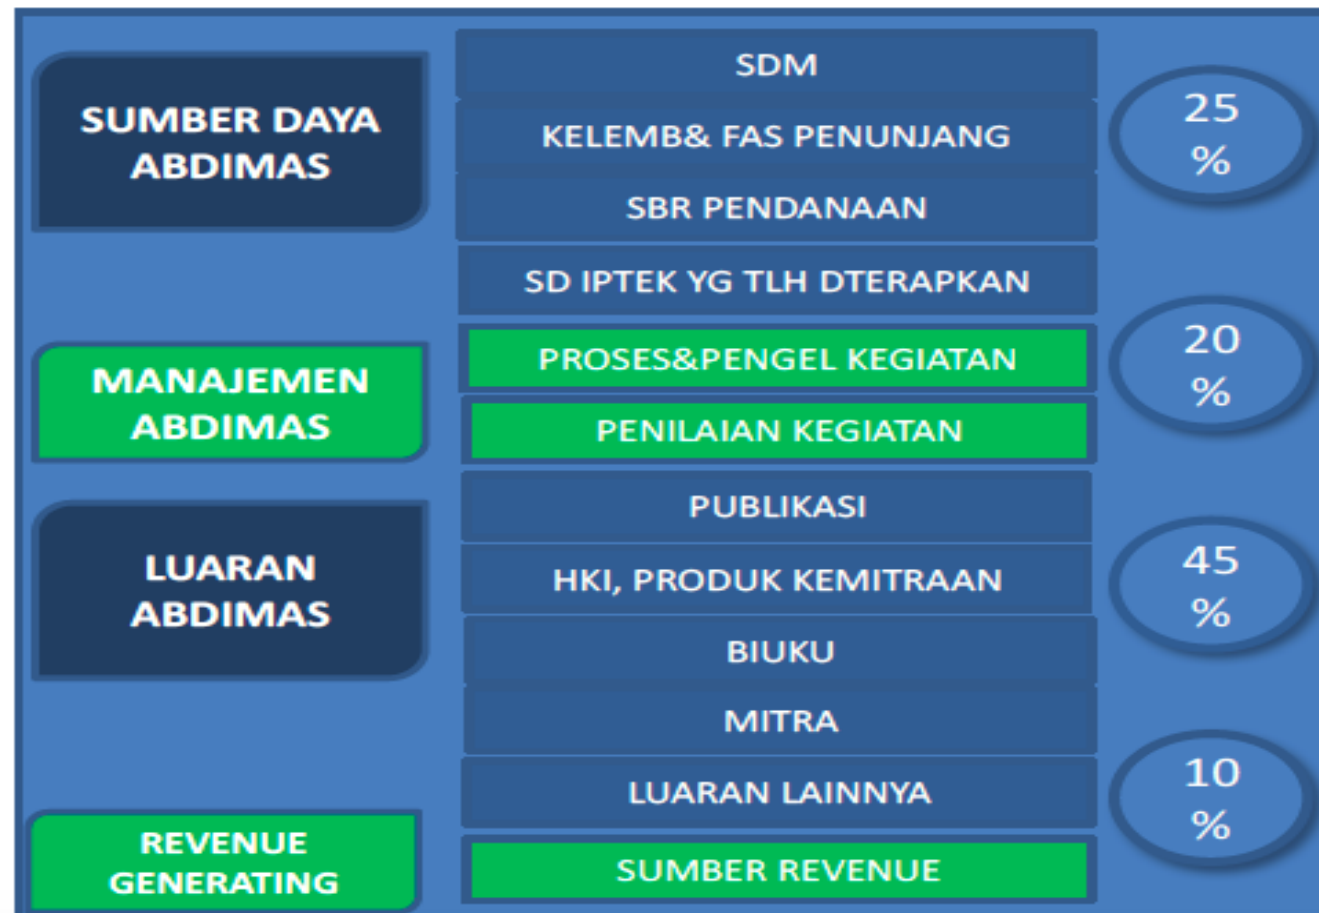 SUMBER DAYA
ABDIMAS
SDM
KELEMB& FAS PENUNJANG
SBR PENDANAAN
SD IPTEK YG TLH DTERAPKAN
25
%
MANAJEMEN
ABDIMAS
PROSES&PENGEL KEGIATAN
PENILAIAN KEGIATAN
20
%
LUARAN
ABDIMAS
PUBLIKASI
HKI, PRODUK KEMITRAAN
BIUKU
MITRA
LUARAN LAINNYA
45
%
REVENUE
GENERATING
SUMBER REVENUE
10
%